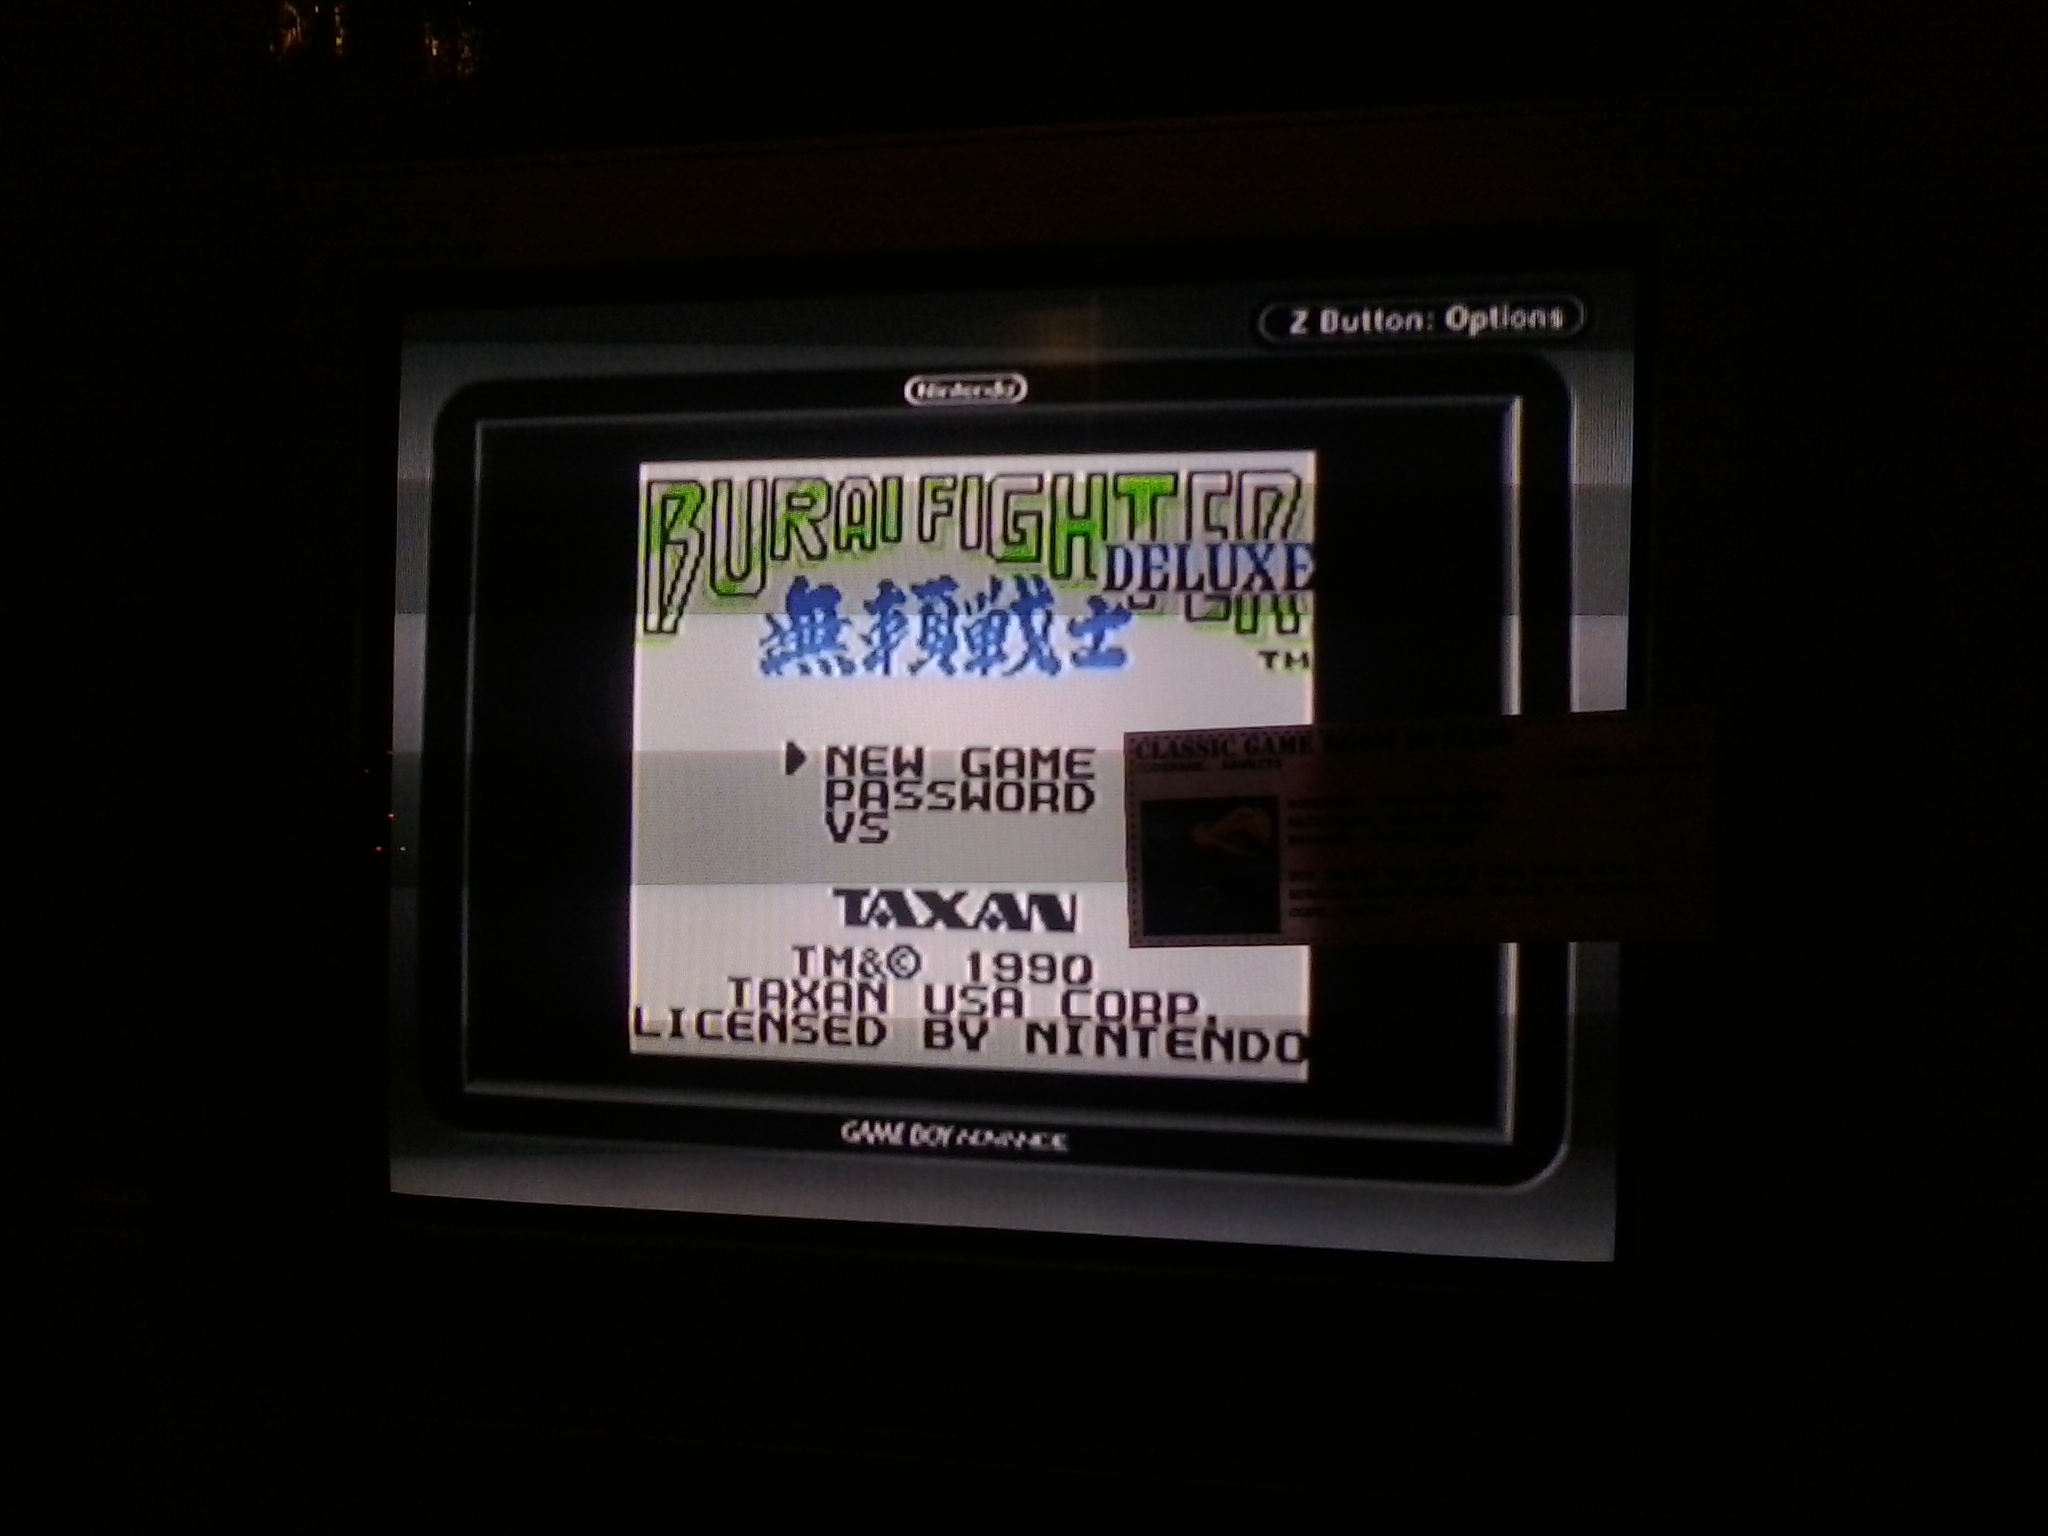 Z Button: Options
Nintendo
BURAI FIGHTER
DELUXE
無頼戦士
TM
NEW GAME
PASSWORD
VS
CLASSIC GAME
TAXAN
TM&© 1990
TAXAN USA CORP.
LICENSED BY NINTENDO
GAME BOY ADVANCE